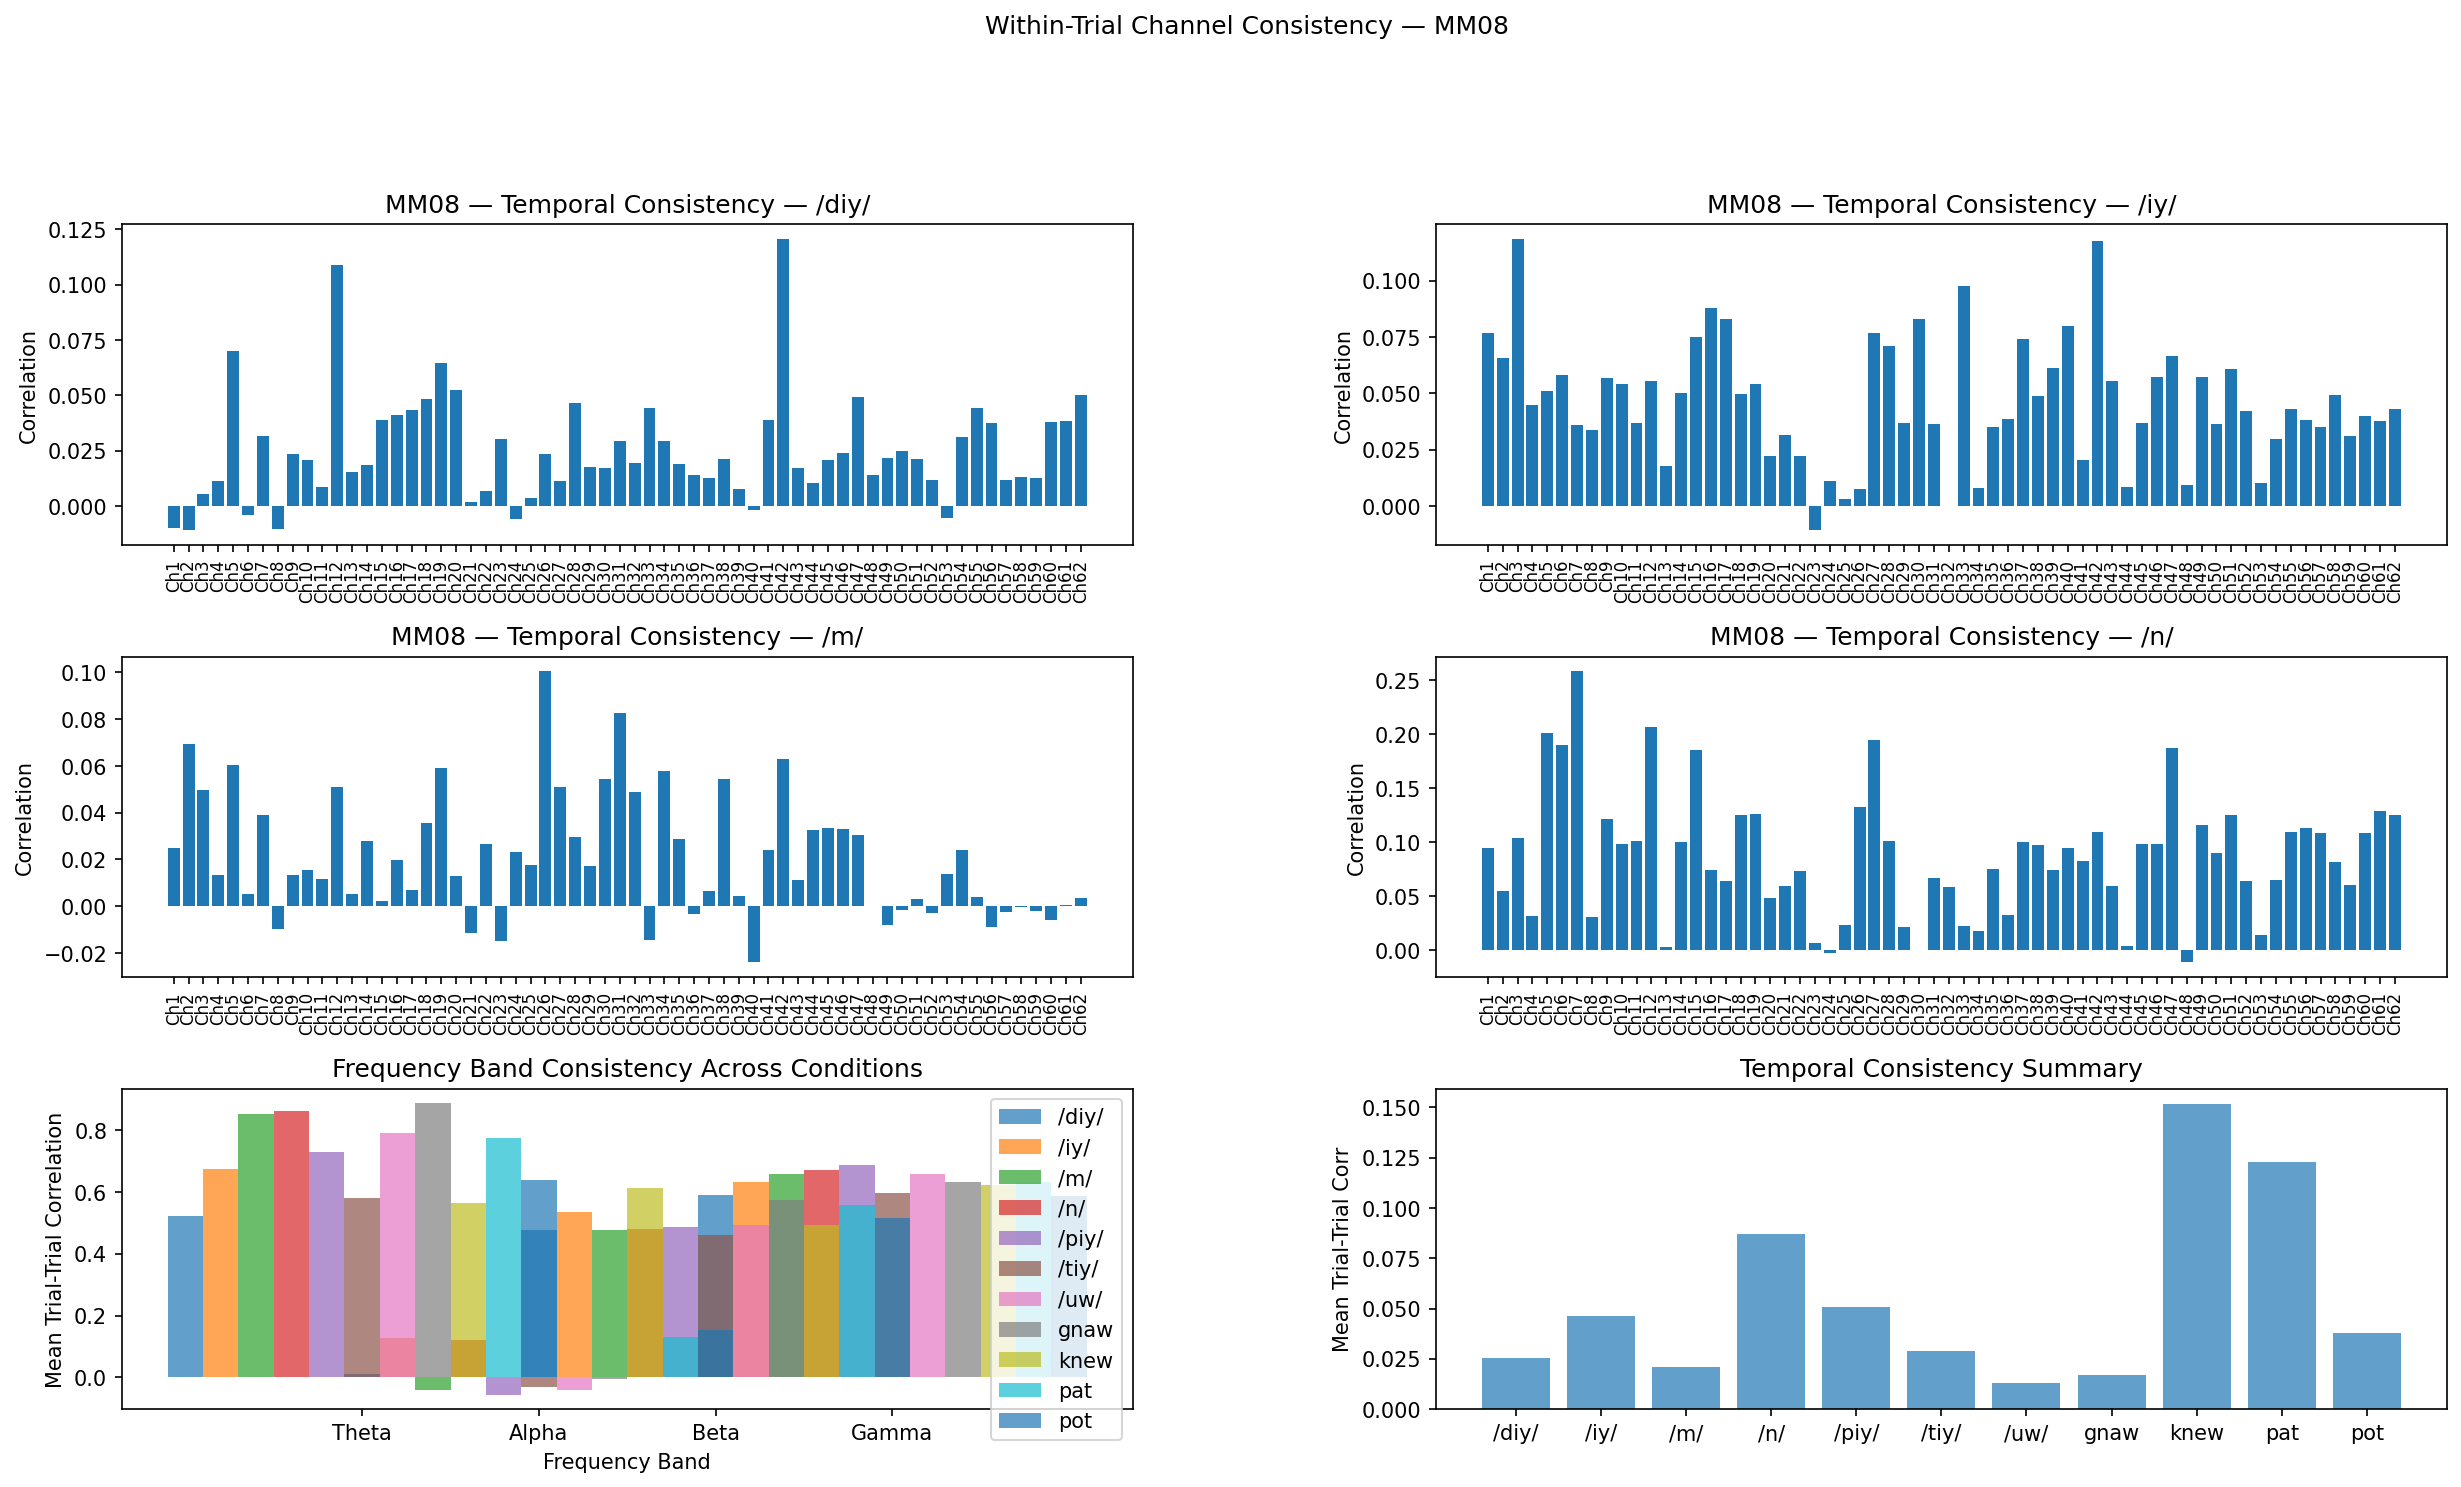 Within-Trial Channel Consistency — MM08
MM08 — Temporal Consistency — /diy/
Correlation
0.125
0.100
0.075
0.050
0.025
0.000
Ch1 Ch2 Ch3 Ch4 Ch5 Ch6 Ch7 Ch8 Ch9 Ch10 Ch11 Ch12 Ch13 Ch14 Ch15 Ch16 Ch17 Ch18 Ch19 Ch20 Ch21 Ch22 Ch23 Ch24 Ch25 Ch26 Ch27 Ch28 Ch29 Ch30 Ch31 Ch32 Ch33 Ch34 Ch35 Ch36 Ch37 Ch38 Ch39 Ch40 Ch41 Ch42 Ch43 Ch44 Ch45 Ch46 Ch47 Ch48 Ch49 Ch50 Ch51 Ch52 Ch53 Ch54 Ch55 Ch56 Ch57 Ch58 Ch59 Ch60 Ch61 Ch62
MM08 — Temporal Consistency — /iy/
Correlation
0.100
0.075
0.050
0.025
0.000
Ch1 Ch2 Ch3 Ch4 Ch5 Ch6 Ch7 Ch8 Ch9 Ch10 Ch11 Ch12 Ch13 Ch14 Ch15 Ch16 Ch17 Ch18 Ch19 Ch20 Ch21 Ch22 Ch23 Ch24 Ch25 Ch26 Ch27 Ch28 Ch29 Ch30 Ch31 Ch32 Ch33 Ch34 Ch35 Ch36 Ch37 Ch38 Ch39 Ch40 Ch41 Ch42 Ch43 Ch44 Ch45 Ch46 Ch47 Ch48 Ch49 Ch50 Ch51 Ch52 Ch53 Ch54 Ch55 Ch56 Ch57 Ch58 Ch59 Ch60 Ch61 Ch62
MM08 — Temporal Consistency — /m/
Correlation
0.10
0.08
0.06
0.04
0.02
0.00
−0.02
Ch1 Ch2 Ch3 Ch4 Ch5 Ch6 Ch7 Ch8 Ch9 Ch10 Ch11 Ch12 Ch13 Ch14 Ch15 Ch16 Ch17 Ch18 Ch19 Ch20 Ch21 Ch22 Ch23 Ch24 Ch25 Ch26 Ch27 Ch28 Ch29 Ch30 Ch31 Ch32 Ch33 Ch34 Ch35 Ch36 Ch37 Ch38 Ch39 Ch40 Ch41 Ch42 Ch43 Ch44 Ch45 Ch46 Ch47 Ch48 Ch49 Ch50 Ch51 Ch52 Ch53 Ch54 Ch55 Ch56 Ch57 Ch58 Ch59 Ch60 Ch61 Ch62
MM08 — Temporal Consistency — /n/
Correlation
0.25
0.20
0.15
0.10
0.05
0.00
Ch1 Ch2 Ch3 Ch4 Ch5 Ch6 Ch7 Ch8 Ch9 Ch10 Ch11 Ch12 Ch13 Ch14 Ch15 Ch16 Ch17 Ch18 Ch19 Ch20 Ch21 Ch22 Ch23 Ch24 Ch25 Ch26 Ch27 Ch28 Ch29 Ch30 Ch31 Ch32 Ch33 Ch34 Ch35 Ch36 Ch37 Ch38 Ch39 Ch40 Ch41 Ch42 Ch43 Ch44 Ch45 Ch46 Ch47 Ch48 Ch49 Ch50 Ch51 Ch52 Ch53 Ch54 Ch55 Ch56 Ch57 Ch58 Ch59 Ch60 Ch61 Ch62
Frequency Band Consistency Across Conditions
Mean Trial-Trial Correlation
0.8
0.6
0.4
0.2
0.0
Theta Alpha Beta Gamma
Frequency Band
/diy/
/iy/
/m/
/n/
/piy/
/tiy/
/uw/
gnaw
knew
pat
pot
Temporal Consistency Summary
Mean Trial-Trial Corr
0.150
0.125
0.100
0.075
0.050
0.025
0.000
/diy/ /iy/ /m/ /n/ /piy/ /tiy/ /uw/ gnaw knew pat pot